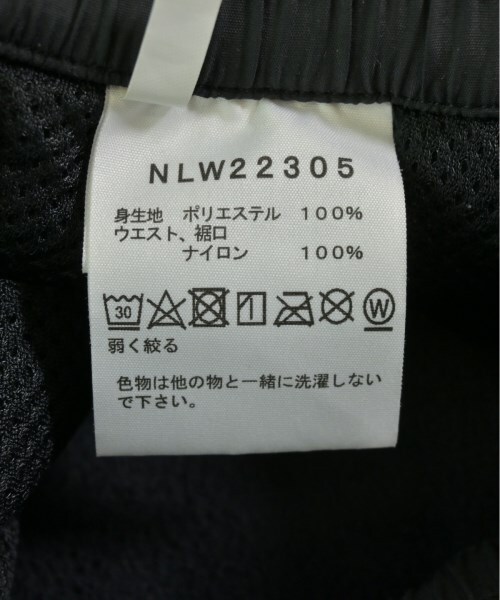 NLW22305
身生地 ポリエステル 100%
ウエスト、裾口
ナイロン 100%
30 W
弱く絞る
色物は他の物と一緒に洗濯しない
で下さい。